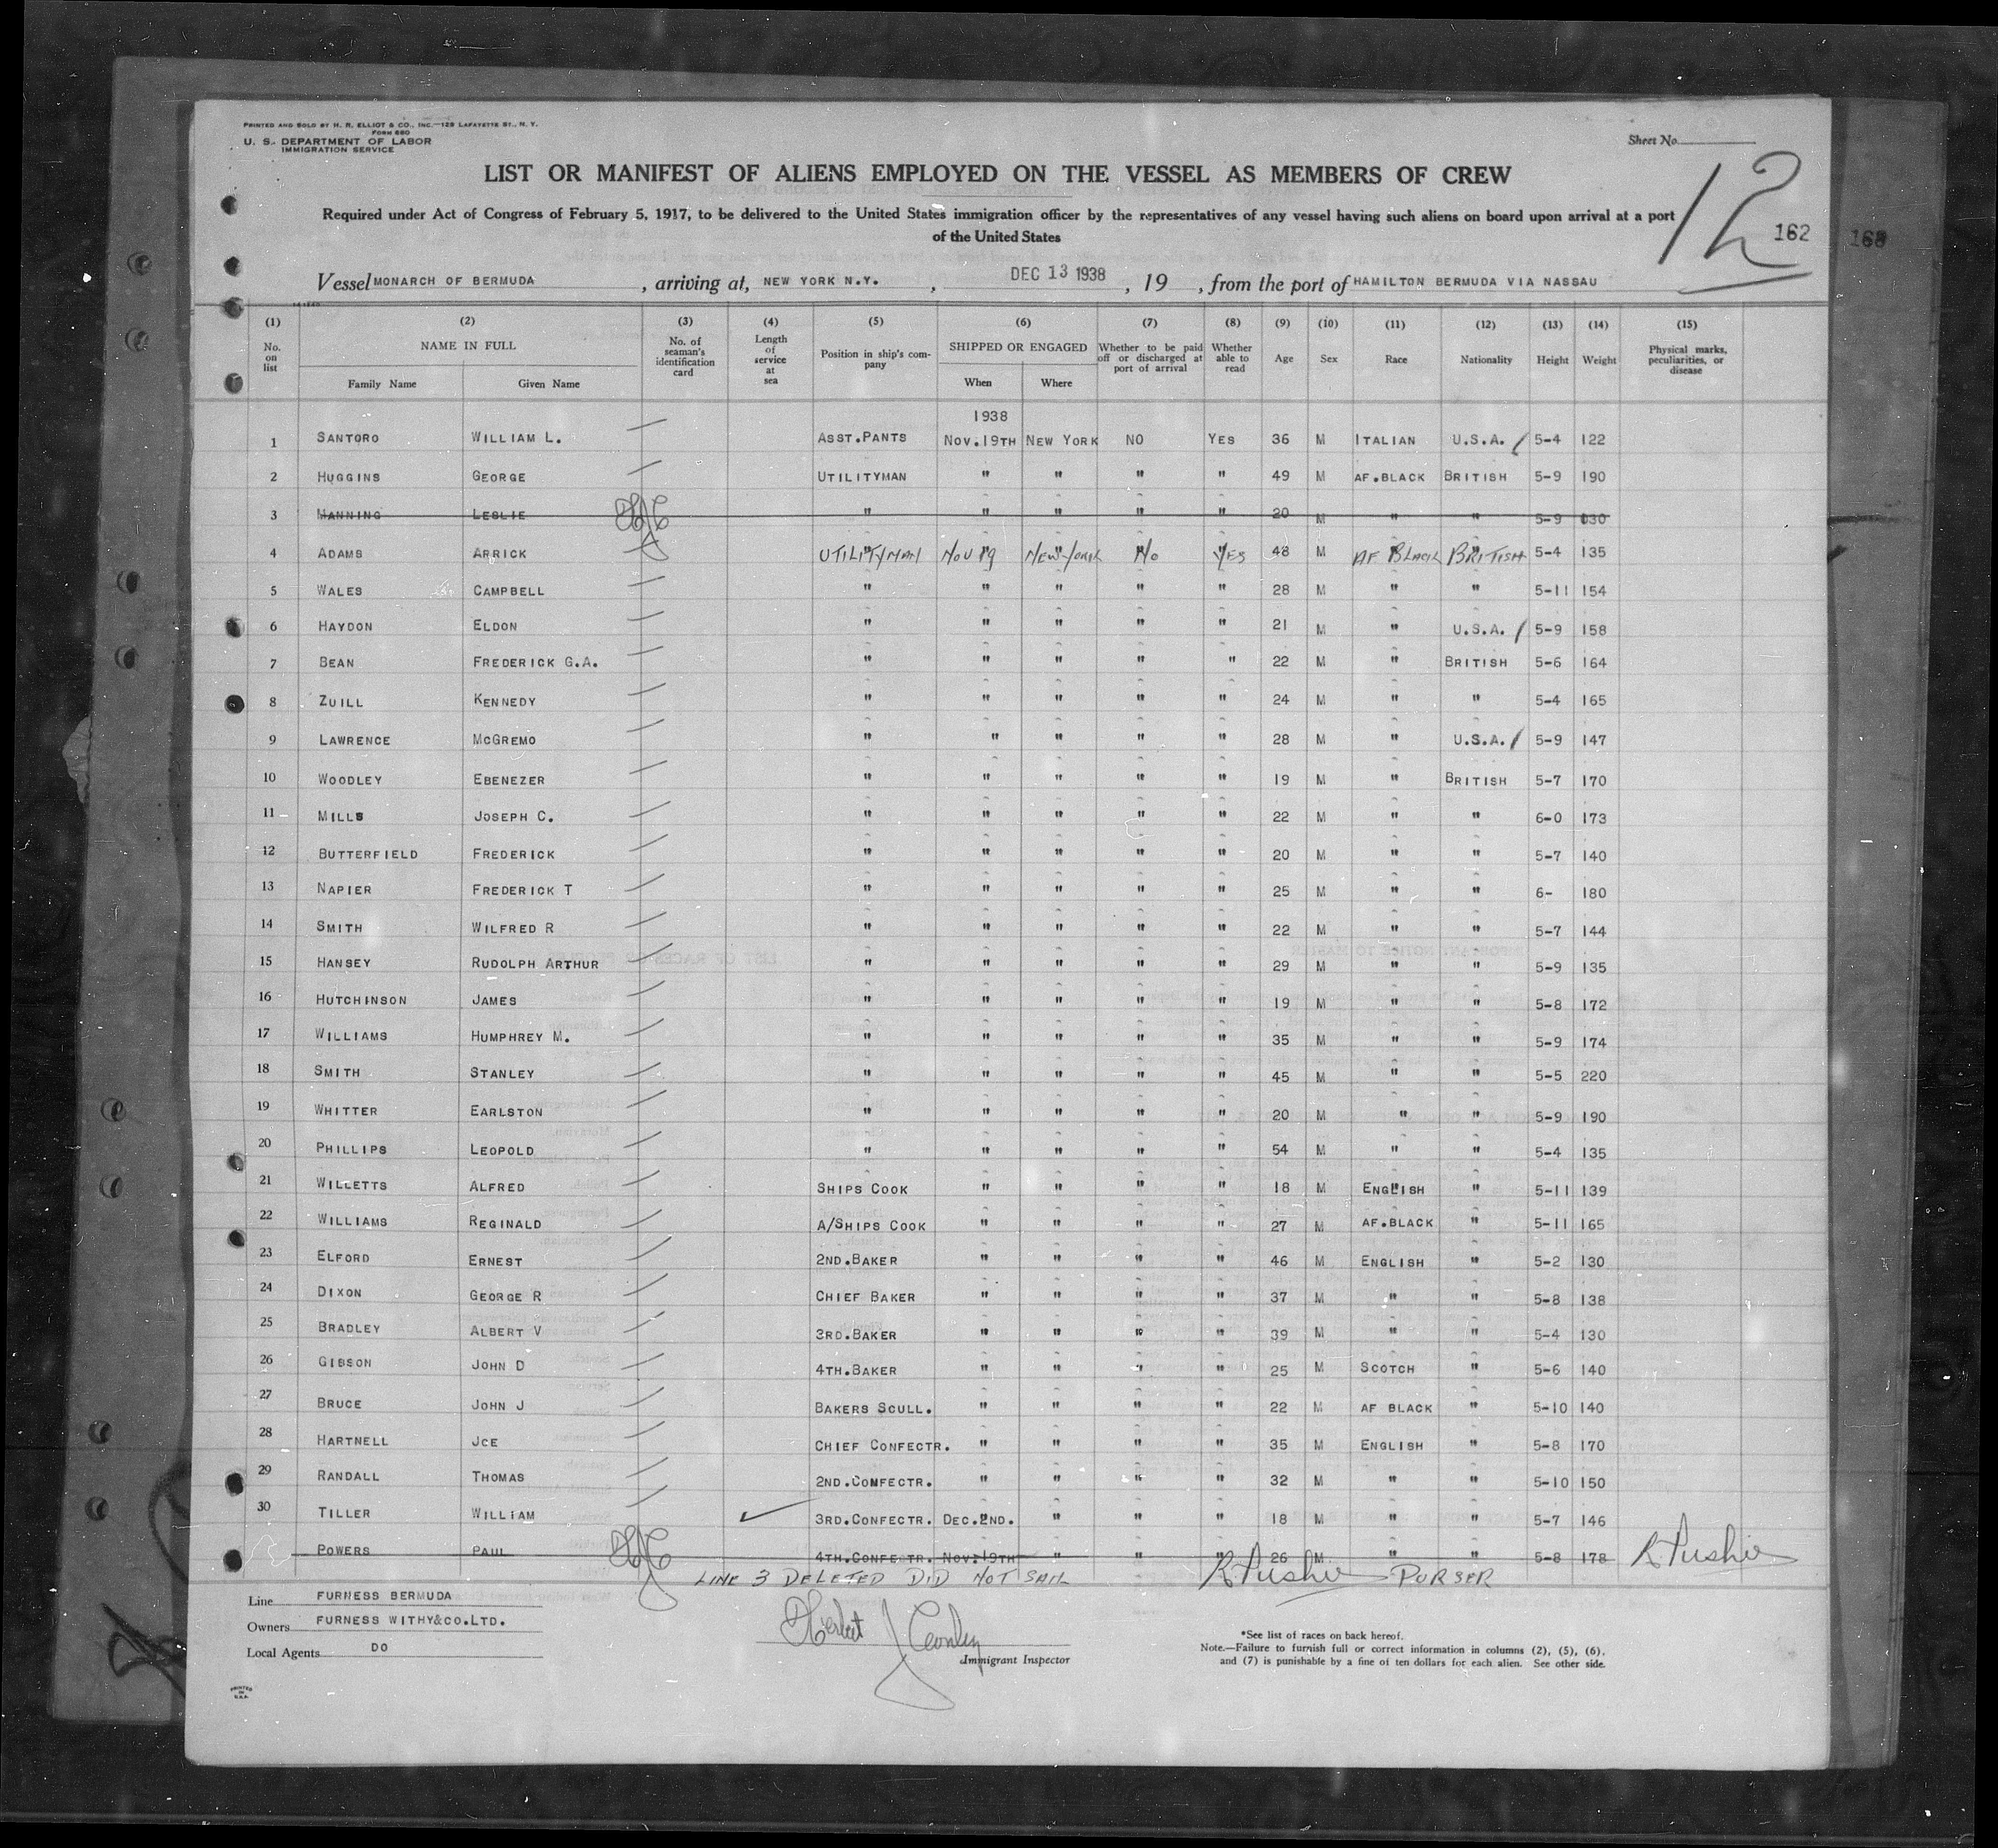 PRINTED AND SOLD BY H. R. ELLIOT & CO., INC.—129 LAFAYETTE ST., N. Y.
FORM 680
U. S. DEPARTMENT OF LABOR
IMMIGRATION SERVICE
Sheet No.
LIST OR MANIFEST OF ALIENS EMPLOYED ON THE VESSEL AS MEMBERS OF CREW
12
Required under Act of Congress of February 5, 1917, to be delivered to the United States immigration officer by the representatives of any vessel having such aliens on board upon arrival at a port
of the United States
162 168
Vessel MONARCH OF BERMUDA, arriving at, NEW YORK N.Y., DEC 13 1938, 19 , from the port of HAMILTON BERMUDA VIA NASSAU
(1) (2) (3) (4) (5) (6) (7) (8) (9) (10) (11) (12) (13) (14) (15)
No. on list NAME IN FULL Family Name Given Name No. of seaman's identification card Length of service at sea Position in ship's company SHIPPED OR ENGAGED When Where Whether to be paid off or discharged at port of arrival Whether able to read Age Sex Race Nationality Height Weight Physical marks, peculiarities, or disease
1938
1 SANTORO WILLIAM L. ASST.PANTS NOV.19TH NEW YORK NO YES 36 M ITALIAN U.S.A. 5-4 122
2 HUGGINS GEORGE UTILITYMAN " " " " 49 M AF.BLACK BRITISH 5-9 190
3 MANNING LESLIE " " " " " 20 M " " 5-9 130
4 ADAMS ARRICK UTILITYMAN NOV 19 NEW YORK NO YES 48 M AF BLACK BRITISH 5-4 135
5 WALES CAMPBELL " " " " " 28 M " " 5-11 154
6 HAYDON ELDON " " " " " 21 M " U.S.A. 5-9 158
7 BEAN FREDERICK G.A. " " " " " 22 M " BRITISH 5-6 164
8 ZUILL KENNEDY " " " " " 24 M " " 5-4 165
9 LAWRENCE MCGREMO " " " " " 28 M " U.S.A. 5-9 147
10 WOODLEY EBENEZER " " " " " 19 M " BRITISH 5-7 170
11 MILLS JOSEPH C. " " " " " 22 M " " 6-0 173
12 BUTTERFIELD FREDERICK " " " " " 20 M " " 5-7 140
13 NAPIER FREDERICK T " " " " " 25 M " " 6- 180
14 SMITH WILFRED R " " " " " 22 M " " 5-7 144
15 HANSEY RUDOLPH ARTHUR " " " " " 29 M " " 5-9 135
16 HUTCHINSON JAMES " " " " " 19 M " " 5-8 172
17 WILLIAMS HUMPHREY M. " " " " " 35 M " " 5-9 174
18 SMITH STANLEY " " " " " 45 M " " 5-5 220
19 WHITTER EARLSTON " " " " " 20 M " " 5-9 190
20 PHILLIPS LEOPOLD " " " " " 54 M " " 5-4 135
21 WILLETTS ALFRED SHIPS COOK " " " " 18 M ENGLISH " 5-11 139
22 WILLIAMS REGINALD A/SHIPS COOK " " " " 27 M AF.BLACK " 5-11 165
23 ELFORD ERNEST 2ND.BAKER " " " " 46 M ENGLISH " 5-2 130
24 DIXON GEORGE R CHIEF BAKER " " " " 37 M " " 5-8 138
25 BRADLEY ALBERT V 3RD.BAKER " " " " 39 M " " 5-4 130
26 GIBSON JOHN D 4TH.BAKER " " " " 25 M SCOTCH " 5-6 140
27 BRUCE JOHN J BAKERS SCULL. " " " " 22 M AF BLACK " 5-10 140
28 HARTNELL JCE CHIEF CONFECTR. " " " " 35 M ENGLISH " 5-8 170
29 RANDALL THOMAS 2ND.CONFECTR. " " " " 32 M " " 5-10 150
30 TILLER WILLIAM 3RD.CONFECTR. DEC.2ND. " " " 18 M " " 5-7 146
POWERS PAUL 4TH.CONFE TR. NOV.19TH " " " 26 M " " 5-8 178
LINE 3 DELETED DID NOT SAIL PURSER
Line FURNESS BERMUDA
Owners FURNESS WITHY&CO.LTD.
Local Agents DO
Herbert J
Immigrant Inspector
*See list of races on back hereof.
Note.—Failure to furnish full or correct information in columns (2), (5), (6),
and (7) is punishable by a fine of ten dollars for each alien. See other side.
PRINTED
IN
U.S.A.